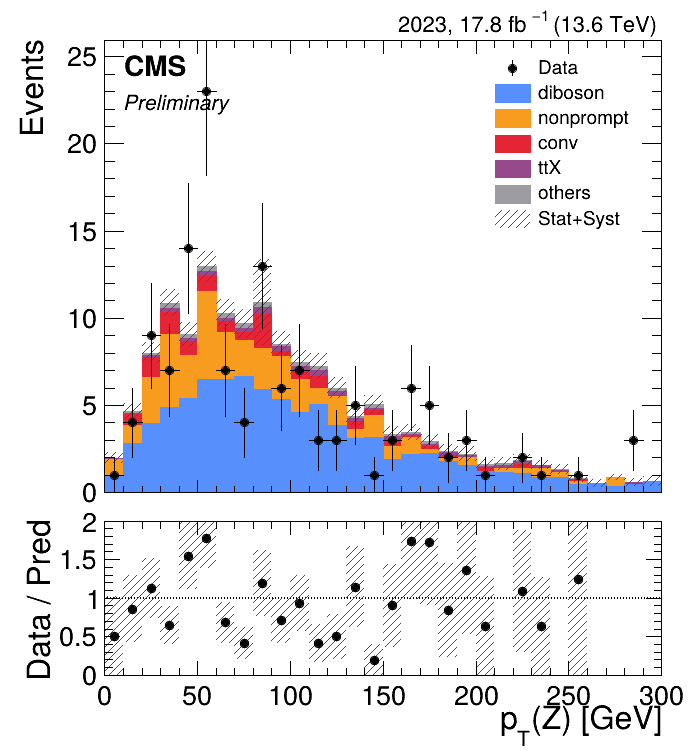 2023, 17.8 fb⁻¹ (13.6 TeV)
CMS
Preliminary
Events
25
20
15
10
5
0
Data
diboson
nonprompt
conv
ttX
others
Stat+Syst
Data / Pred
2
1.5
1
0.5
0
0 50 100 150 200 250 300
p_T(Z) [GeV]